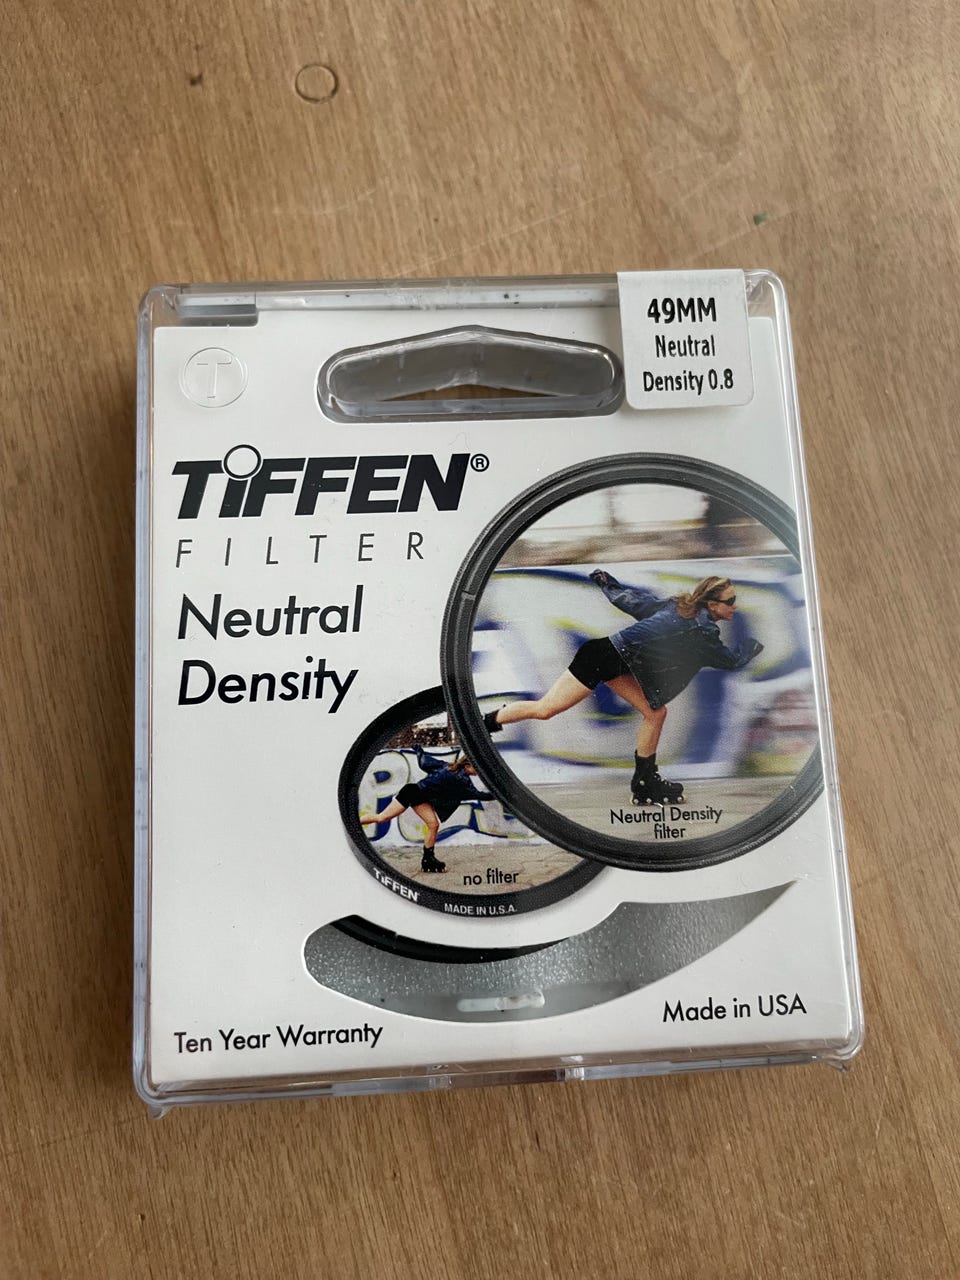 49MM
Neutral
Density 0.8
T
TiFFEN®
FILTER
Neutral
Density
Neutral Density
filter
no filter
TiFFEN
MADE IN U.S.A.
Made in USA
Ten Year Warranty